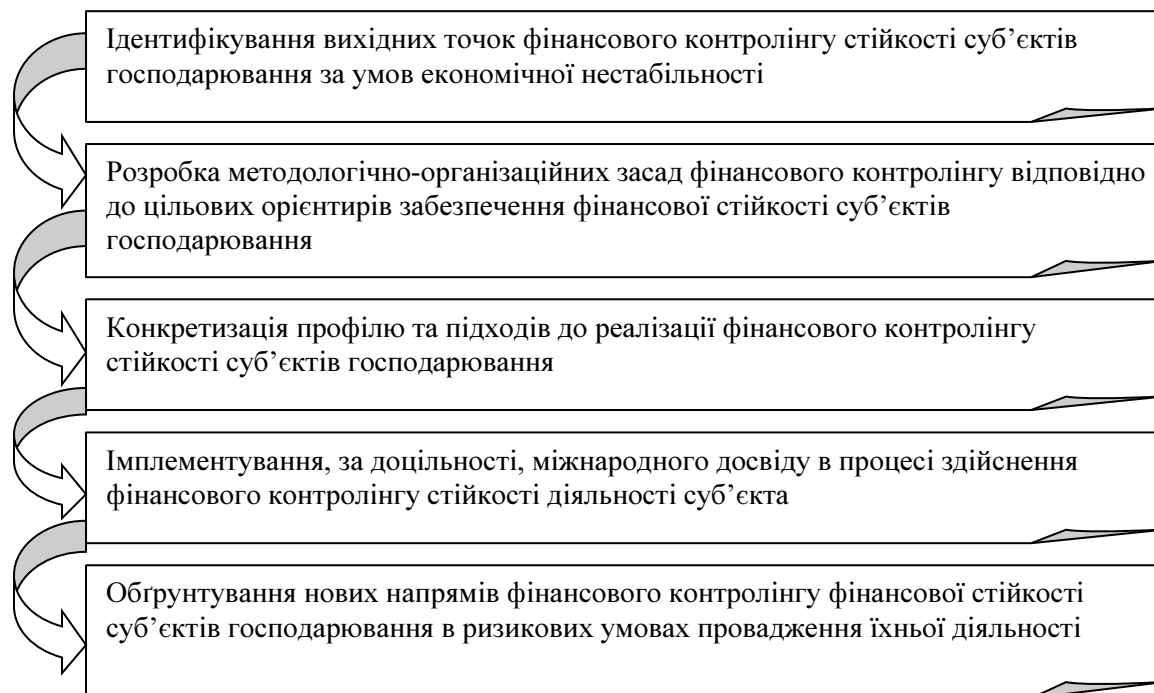 Ідентифікування вихідних точок фінансового контролінгу стійкості суб’єктів
господарювання за умов економічної нестабільності
Розробка методологічно-організаційних засад фінансового контролінгу відповідно
до цільових орієнтирів забезпечення фінансової стійкості суб’єктів
господарювання
Конкретизація профілю та підходів до реалізації фінансового контролінгу
стійкості суб’єктів господарювання
Імплементування, за доцільності, міжнародного досвіду в процесі здійснення
фінансового контролінгу стійкості діяльності суб’єкта
Обґрунтування нових напрямів фінансового контролінгу фінансової стійкості
суб’єктів господарювання в ризикових умовах провадження їхньої діяльності